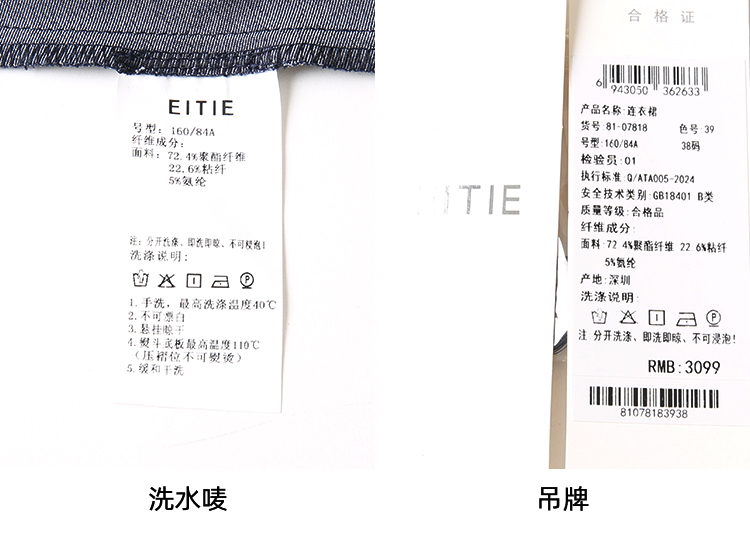 EITIE
号型: 160/84A
纤维成分:
面料: 72.4%聚酯纤维
22.6%粘纤
5%氨纶
注: 分开洗涤、即洗即晾、不可浸泡!
洗涤说明:
1.手洗, 最高洗涤温度40℃
2.不可漂白
3.悬挂晾干
4.熨斗底板最高温度110℃
(压褶位不可熨烫)
5.缓和干洗
洗水唛
EITIE
合格证
6 943050 362633
产品名称: 连衣裙
货号: 81-07818 色号: 39
号型: 160/84A 38码
检验员: 01
执行标准: Q/ATA005-2024
安全技术类别: GB18401 B类
质量等级: 合格品
纤维成分:
面料: 72 4%聚酯纤维 22 6%粘纤
5%氨纶
产地: 深圳
洗涤说明:
注 分开洗涤、即洗即晾、不可浸泡!
RMB: 3099
81078183938
吊牌